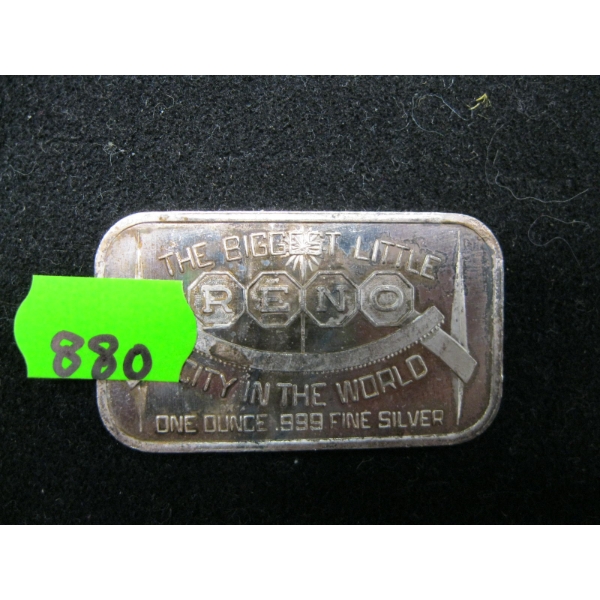 THE BIGGEST LITTLE
RENO
CITY IN THE WORLD
ONE OUNCE .999 FINE SILVER
880